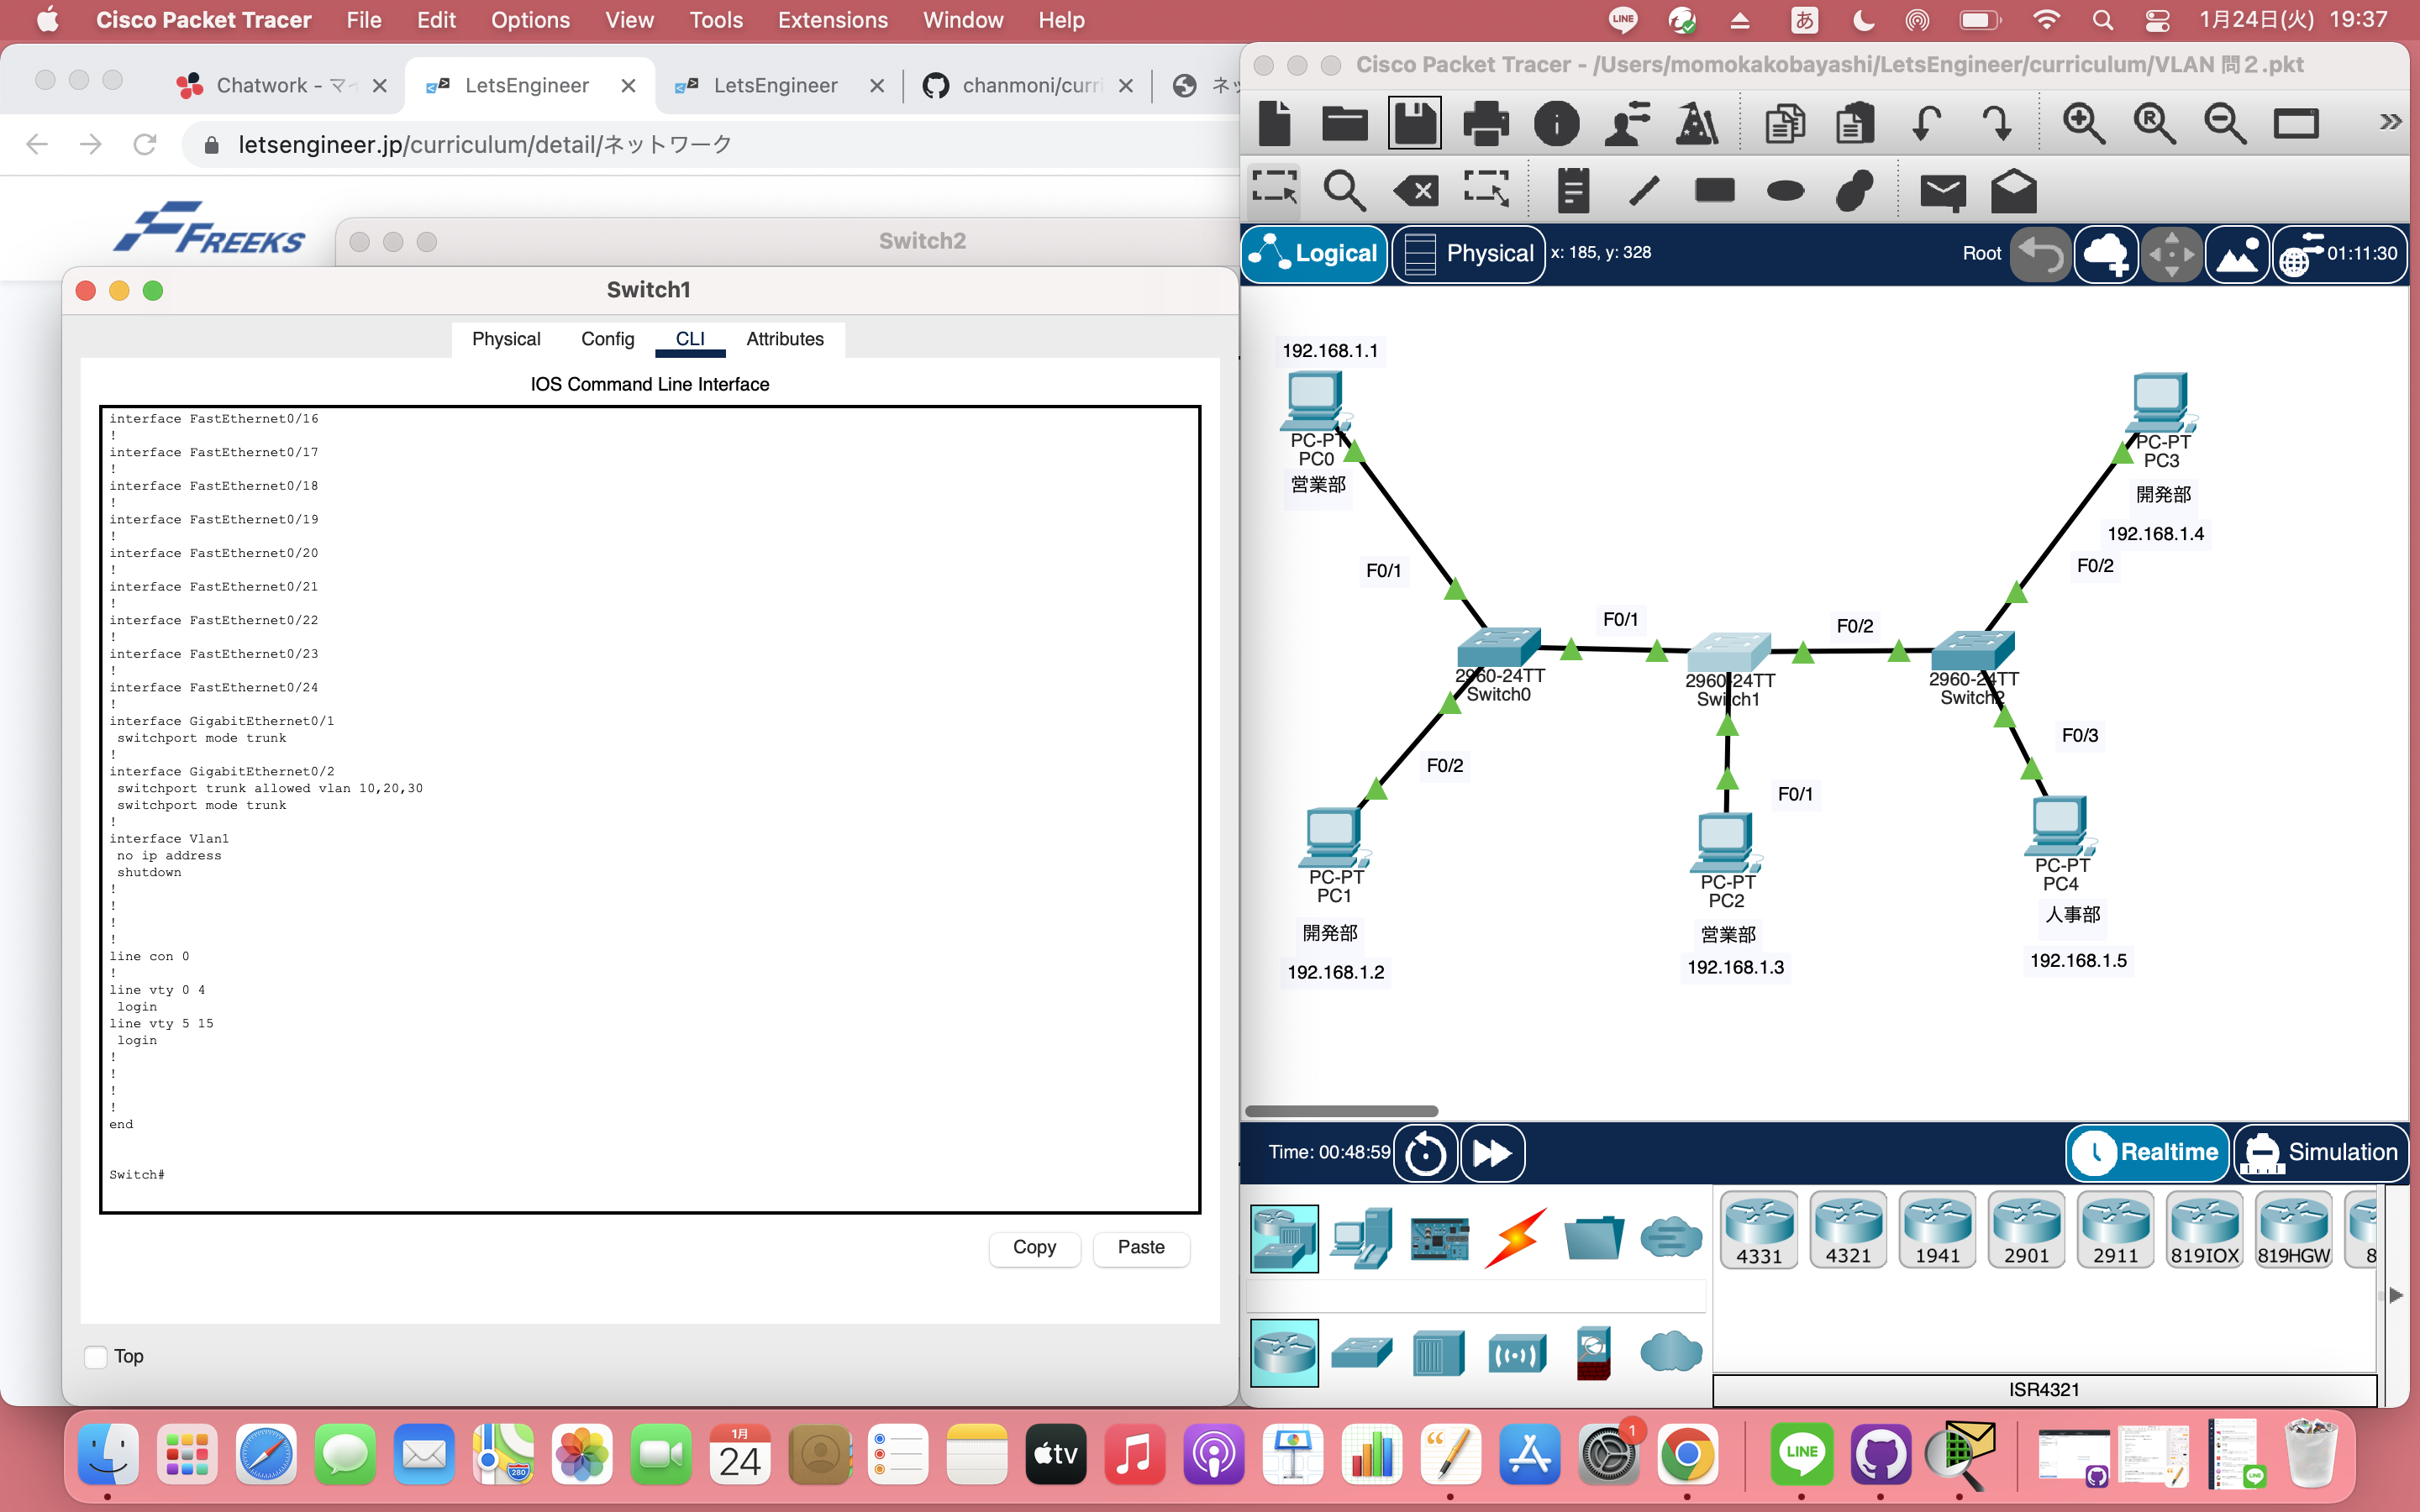 Cisco Packet Tracer File Edit Options View Tools Extensions Window Help
LINE あ 1月24日(火) 19:37
Chatwork - マイ
LetsEngineer
LetsEngineer
chanmoni/curri
ネッ
letsengineer.jp/curriculum/detail/ネットワーク
FREEKS
Switch2
Switch1
Physical Config CLI Attributes
IOS Command Line Interface
interface FastEthernet0/16
!
interface FastEthernet0/17
!
interface FastEthernet0/18
!
interface FastEthernet0/19
!
interface FastEthernet0/20
!
interface FastEthernet0/21
!
interface FastEthernet0/22
!
interface FastEthernet0/23
!
interface FastEthernet0/24
!
interface GigabitEthernet0/1
switchport mode trunk
!
interface GigabitEthernet0/2
switchport trunk allowed vlan 10,20,30
switchport mode trunk
!
interface Vlan1
no ip address
shutdown
!
!
!
!
line con 0
!
line vty 0 4
login
line vty 5 15
login
!
!
!
!
end
Switch#
Copy Paste
Top
Cisco Packet Tracer - /Users/momokakobayashi/LetsEngineer/curriculum/VLAN 問２.pkt
Logical Physical x: 185, y: 328 Root 01:11:30
192.168.1.1
PC-PT
PC0
営業部
PC-PT
PC3
開発部
192.168.1.4
F0/1
F0/2
F0/1
F0/2
2960-24TT
Switch0
2960-24TT
Switch1
2960-24TT
Switch2
F0/2
F0/1
F0/3
PC-PT
PC1
開発部
192.168.1.2
PC-PT
PC2
営業部
192.168.1.3
PC-PT
PC4
人事部
192.168.1.5
Time: 00:48:59 Realtime Simulation
4331 4321 1941 2901 2911 819IOX 819HGW 8
ISR4321
1月
24
280
tv
1
LINE